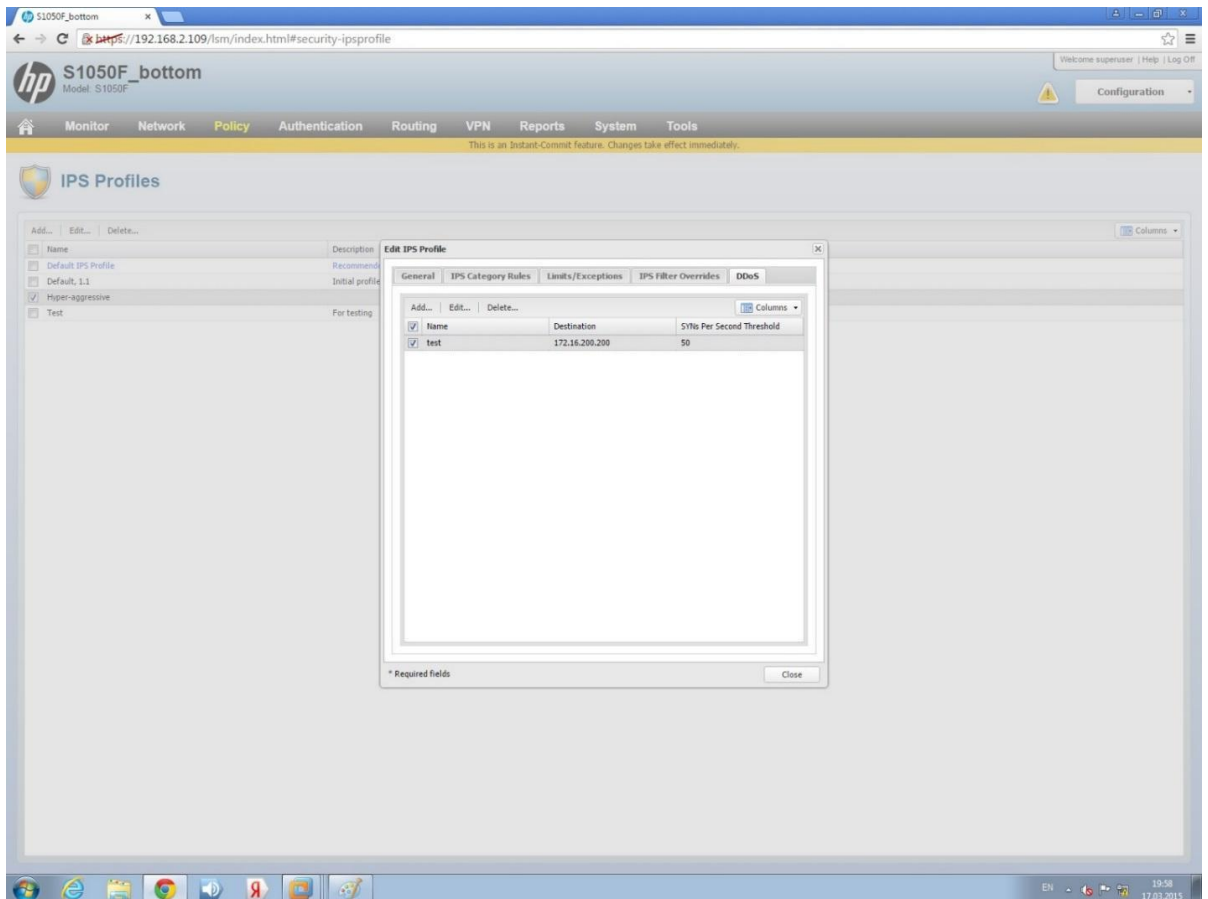 S1050F_bottom
https://192.168.2.109/lsm/index.html#security-ipsprofile
Welcome superuser | Help | Log Off
hp
S1050F_bottom
Model: S1050F
Configuration
Monitor Network Policy Authentication Routing VPN Reports System Tools
This is an Instant-Commit feature. Changes take effect immediately.
IPS Profiles
Add... Edit... Delete... Columns
Name Description
Default IPS Profile Recommend
Default, 1.1 Initial profile
Hyper-aggressive
Test For testing
Edit IPS Profile
General IPS Category Rules Limits/Exceptions IPS Filter Overrides DDoS
Add... Edit... Delete... Columns
Name Destination SYNs Per Second Threshold
test 172.16.200.200 50
* Required fields Close
Я
EN 19:58
17.03.2015